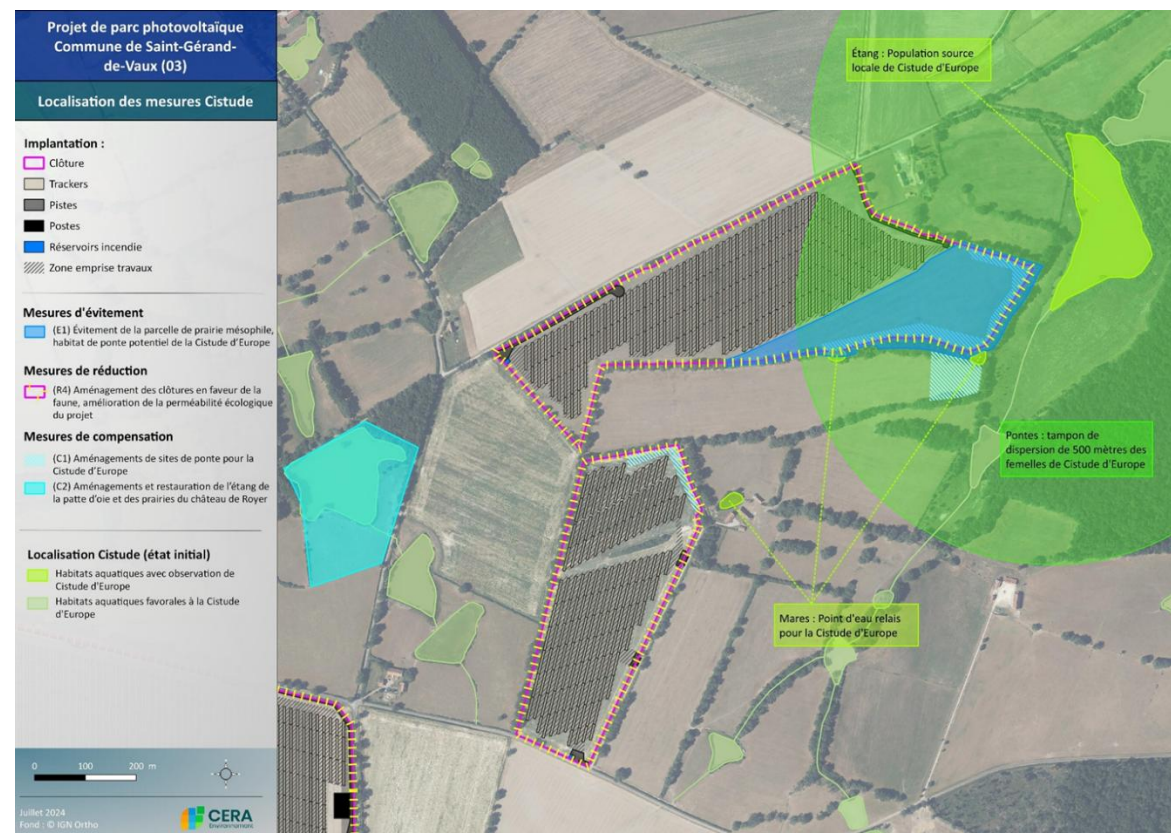 Projet de parc photovoltaïque
Commune de Saint-Gérand-
de-Vaux (03)
Localisation des mesures Cistude
Implantation :
Clôture
Trackers
Pistes
Postes
Réservoirs incendie
Zone emprise travaux
Mesures d'évitement
(E1) Évitement de la parcelle de prairie mésophile,
habitat de ponte potentiel de la Cistude d'Europe
Mesures de réduction
(R4) Aménagement des clôtures en faveur de la
faune, amélioration de la perméabilité écologique
du projet
Mesures de compensation
(C1) Aménagements de sites de ponte pour la
Cistude d'Europe
(C2) Aménagements et restauration de l'étang de
la patte d'oie et des prairies du château de Royer
Localisation Cistude (état initial)
Habitats aquatiques avec observation de
Cistude d'Europe
Habitats aquatiques favorales à la Cistude
d'Europe
0 100 200 m
Juillet 2024
Fond : © IGN Ortho
CERA
Environnement
Étang : Population source
locale de Cistude d'Europe
Pontes : tampon de
dispersion de 500 mètres des
femelles de Cistude d'Europe
Mares : Point d'eau relais
pour la Cistude d'Europe